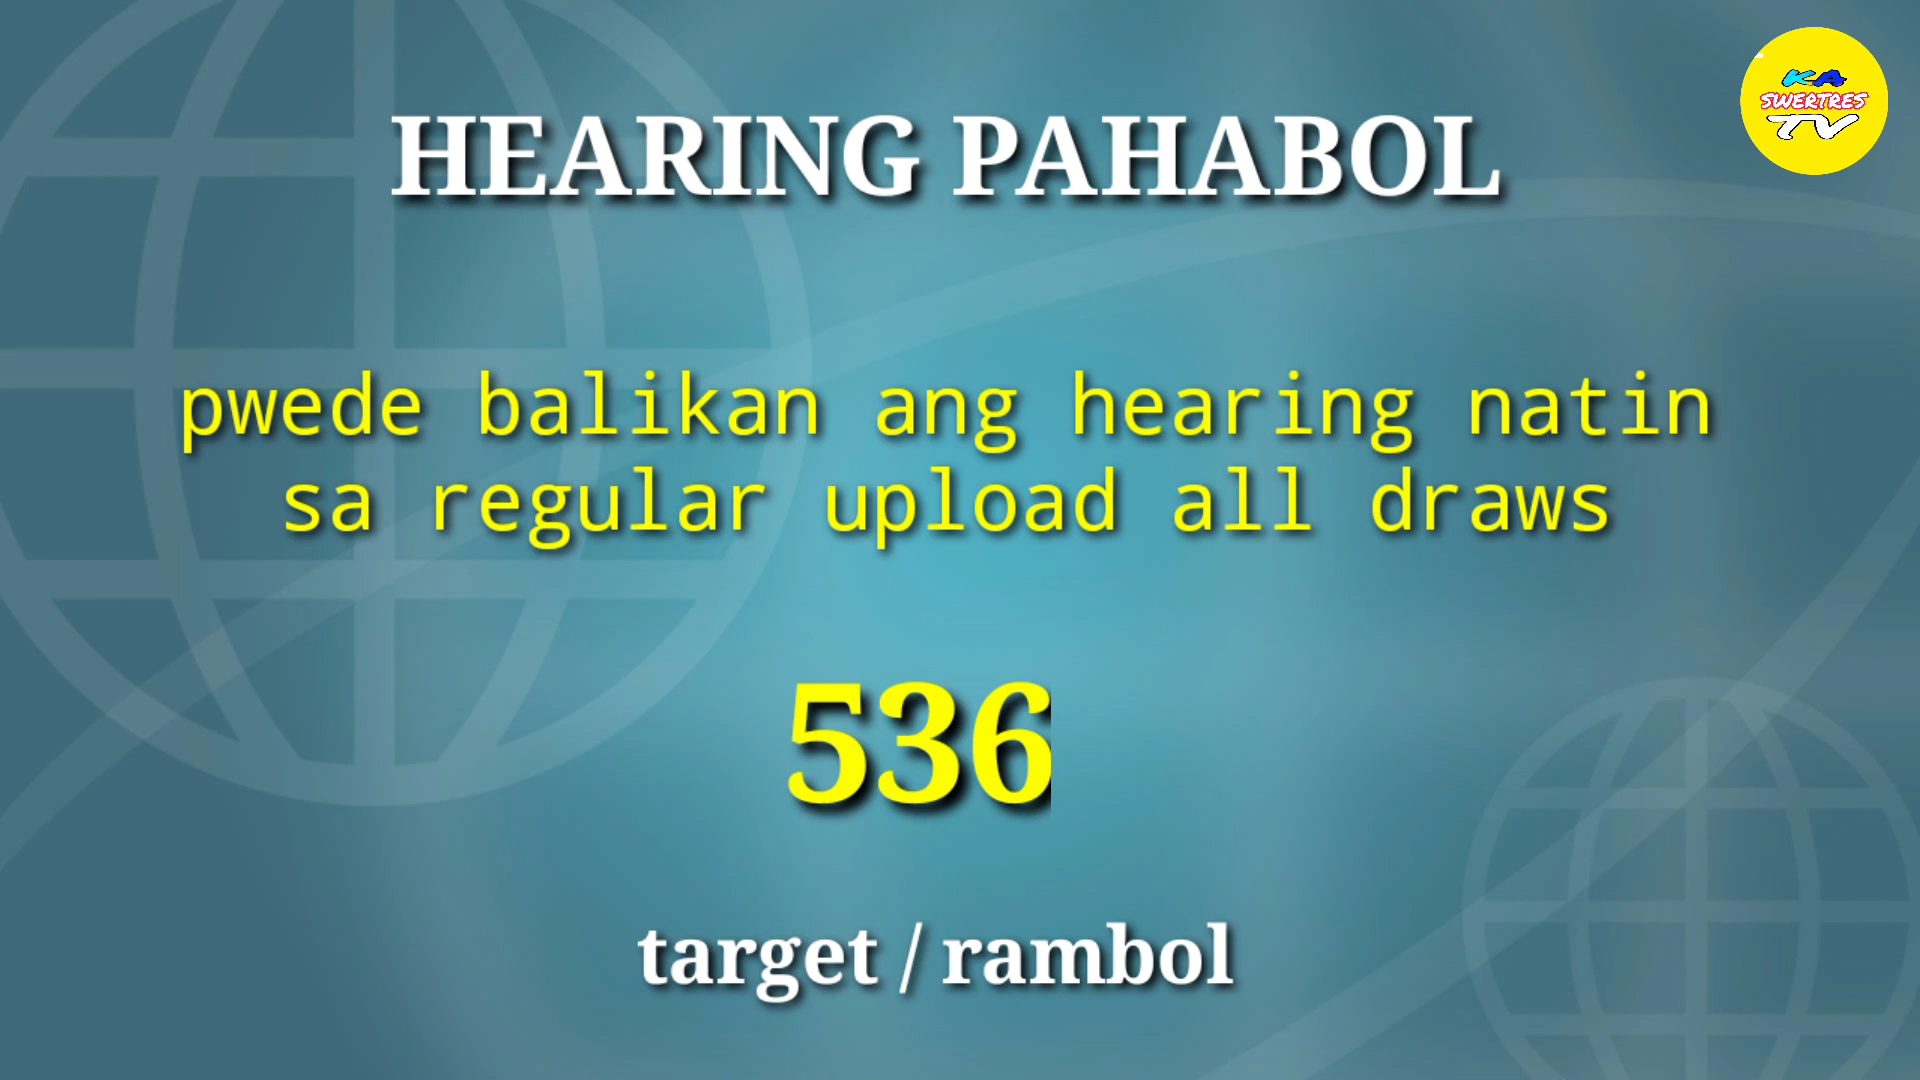 KA
SWERTRES
TV
HEARING PAHABOL
pwede balikan ang hearing natin
sa regular upload all draws
536
target / rambol